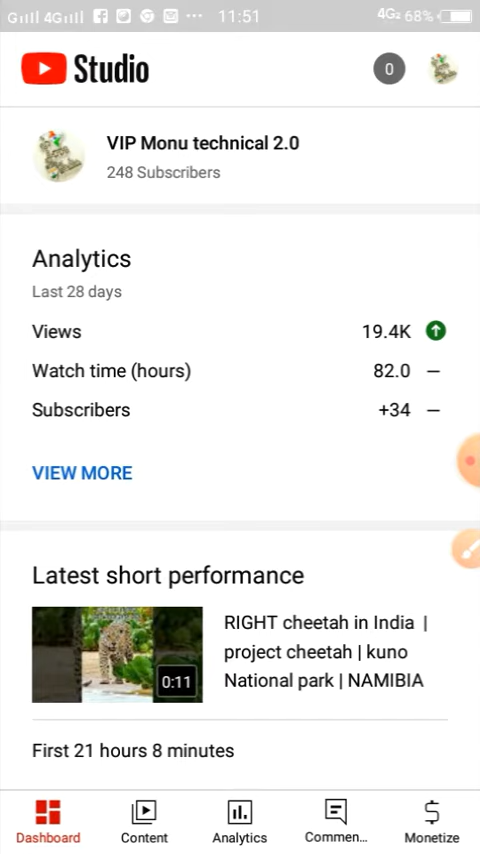 11:51
4G2 68%
Studio
0
VIP Monu technical 2.0
248 Subscribers
Analytics
Last 28 days
Views 19.4K
Watch time (hours) 82.0 —
Subscribers +34 —
VIEW MORE
Latest short performance
RIGHT cheetah in India |
project cheetah | kuno
National park | NAMIBIA
0:11
First 21 hours 8 minutes
Dashboard Content Analytics Commen... Monetize